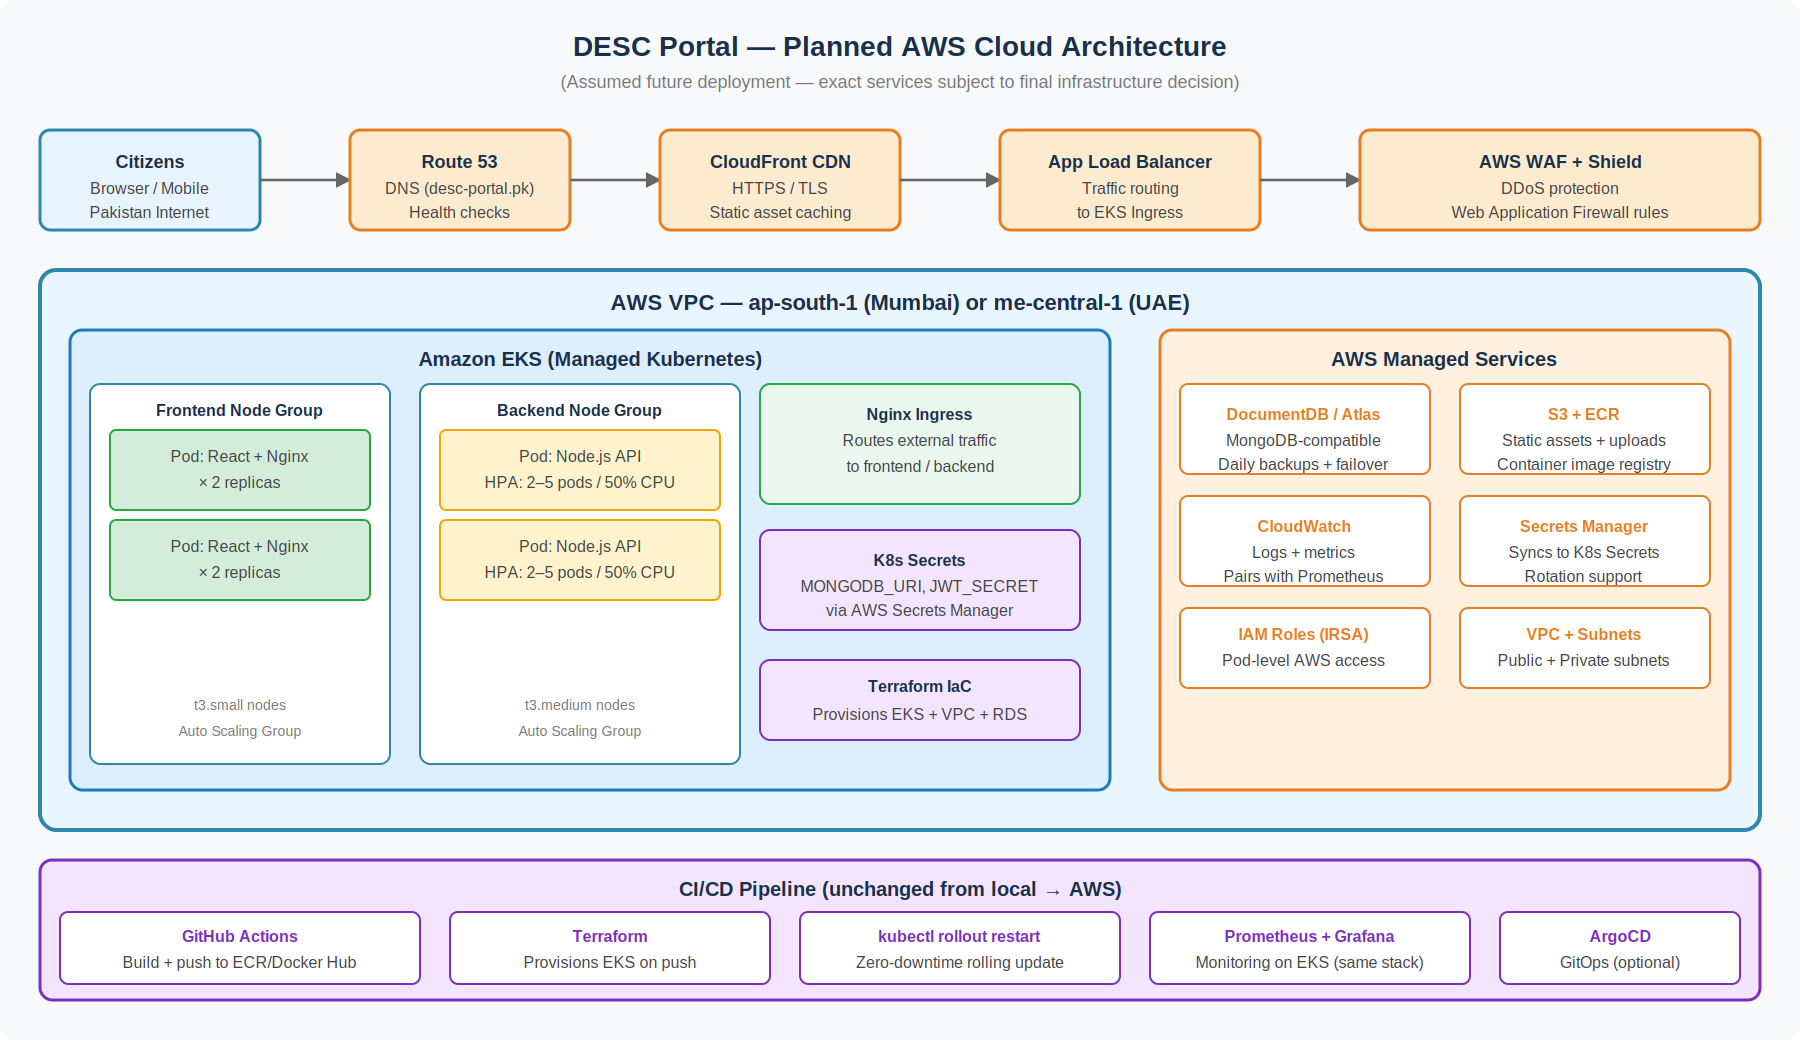 DESC Portal — Planned AWS Cloud Architecture
(Assumed future deployment — exact services subject to final infrastructure decision)
Citizens
Browser / Mobile
Pakistan Internet
Route 53
DNS (desc-portal.pk)
Health checks
CloudFront CDN
HTTPS / TLS
Static asset caching
App Load Balancer
Traffic routing
to EKS Ingress
AWS WAF + Shield
DDoS protection
Web Application Firewall rules
AWS VPC — ap-south-1 (Mumbai) or me-central-1 (UAE)
Amazon EKS (Managed Kubernetes)
Frontend Node Group
Pod: React + Nginx
× 2 replicas
Pod: React + Nginx
× 2 replicas
t3.small nodes
Auto Scaling Group
Backend Node Group
Pod: Node.js API
HPA: 2–5 pods / 50% CPU
Pod: Node.js API
HPA: 2–5 pods / 50% CPU
t3.medium nodes
Auto Scaling Group
Nginx Ingress
Routes external traffic
to frontend / backend
K8s Secrets
MONGODB_URI, JWT_SECRET
via AWS Secrets Manager
Terraform IaC
Provisions EKS + VPC + RDS
AWS Managed Services
DocumentDB / Atlas
MongoDB-compatible
Daily backups + failover
S3 + ECR
Static assets + uploads
Container image registry
CloudWatch
Logs + metrics
Pairs with Prometheus
Secrets Manager
Syncs to K8s Secrets
Rotation support
IAM Roles (IRSA)
Pod-level AWS access
VPC + Subnets
Public + Private subnets
CI/CD Pipeline (unchanged from local → AWS)
GitHub Actions
Build + push to ECR/Docker Hub
Terraform
Provisions EKS on push
kubectl rollout restart
Zero-downtime rolling update
Prometheus + Grafana
Monitoring on EKS (same stack)
ArgoCD
GitOps (optional)